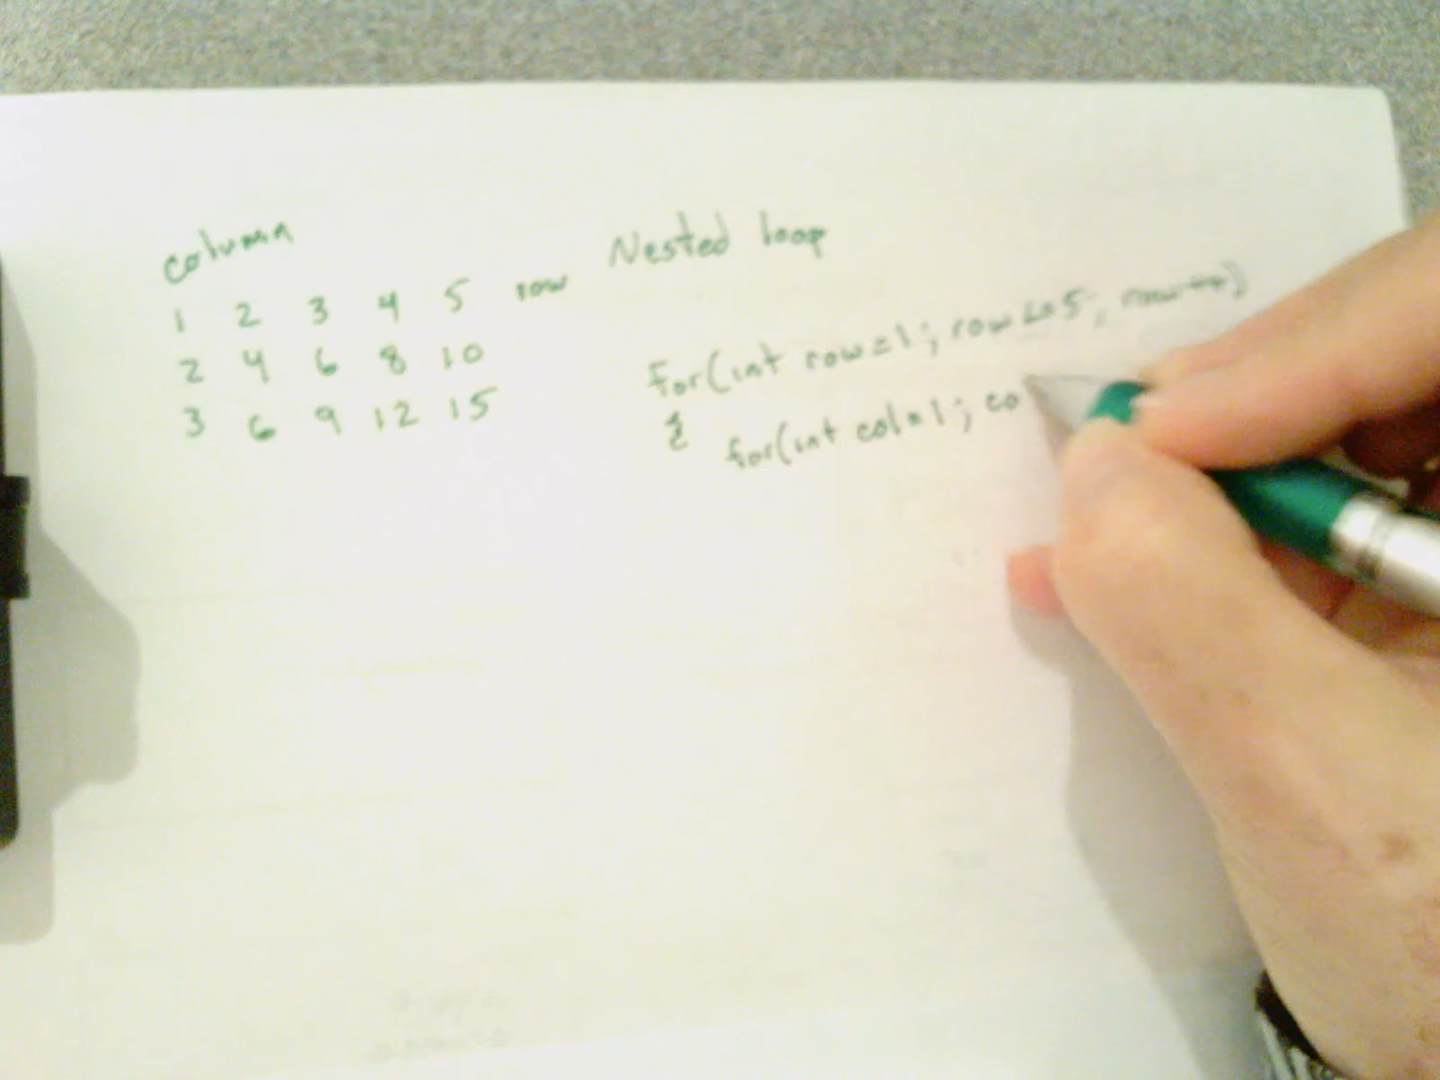 column
1 2 3 4 5 row
2 4 6 8 10
3 6 9 12 15
Nested loop
for(int row=1; row<=5; row++)
{
for(int col=1; co